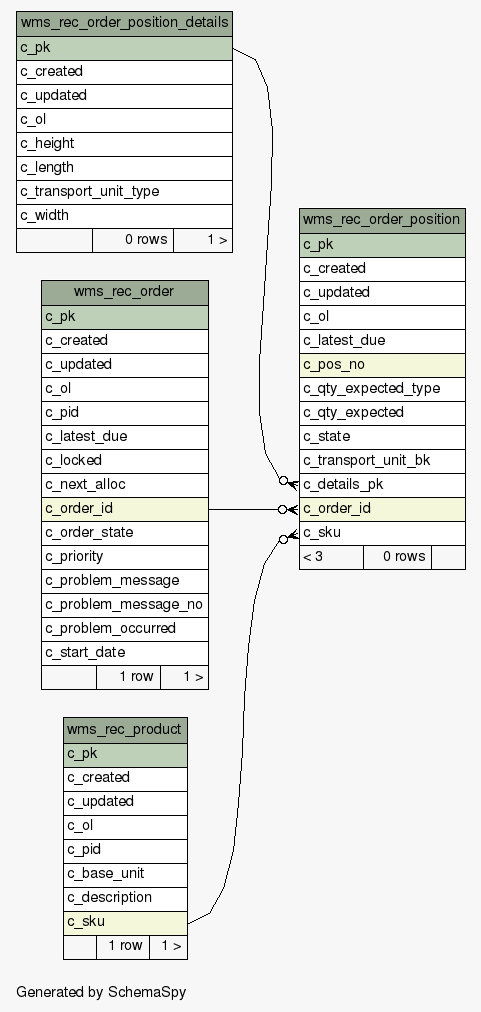 wms_rec_order_position_details
c_pk
c_created
c_updated
c_ol
c_height
c_length
c_transport_unit_type
c_width
0 rows 1 >
wms_rec_order_position
c_pk
c_created
c_updated
c_ol
c_latest_due
c_pos_no
c_qty_expected_type
c_qty_expected
c_state
c_transport_unit_bk
c_details_pk
c_order_id
c_sku
< 3 0 rows
wms_rec_order
c_pk
c_created
c_updated
c_ol
c_pid
c_latest_due
c_locked
c_next_alloc
c_order_id
c_order_state
c_priority
c_problem_message
c_problem_message_no
c_problem_occurred
c_start_date
1 row 1 >
wms_rec_product
c_pk
c_created
c_updated
c_ol
c_pid
c_base_unit
c_description
c_sku
1 row 1 >
Generated by SchemaSpy